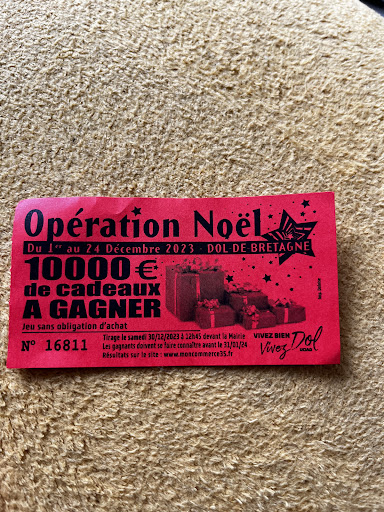 Opération Noël
Du 1er au 24 Décembre 2023 - DOL-DE-BRETAGNE
10000 €
de cadeaux
A GAGNER
Jeu sans obligation d'achat
N° 16811
Tirage le samedi 30/12/2023 à 12h45 devant la Mairie
Les gagnants doivent se faire connaître avant le 31/01/24
Résultats sur le site : www.moncommerce35.fr
VIVEZ BIEN
Vivez Dol